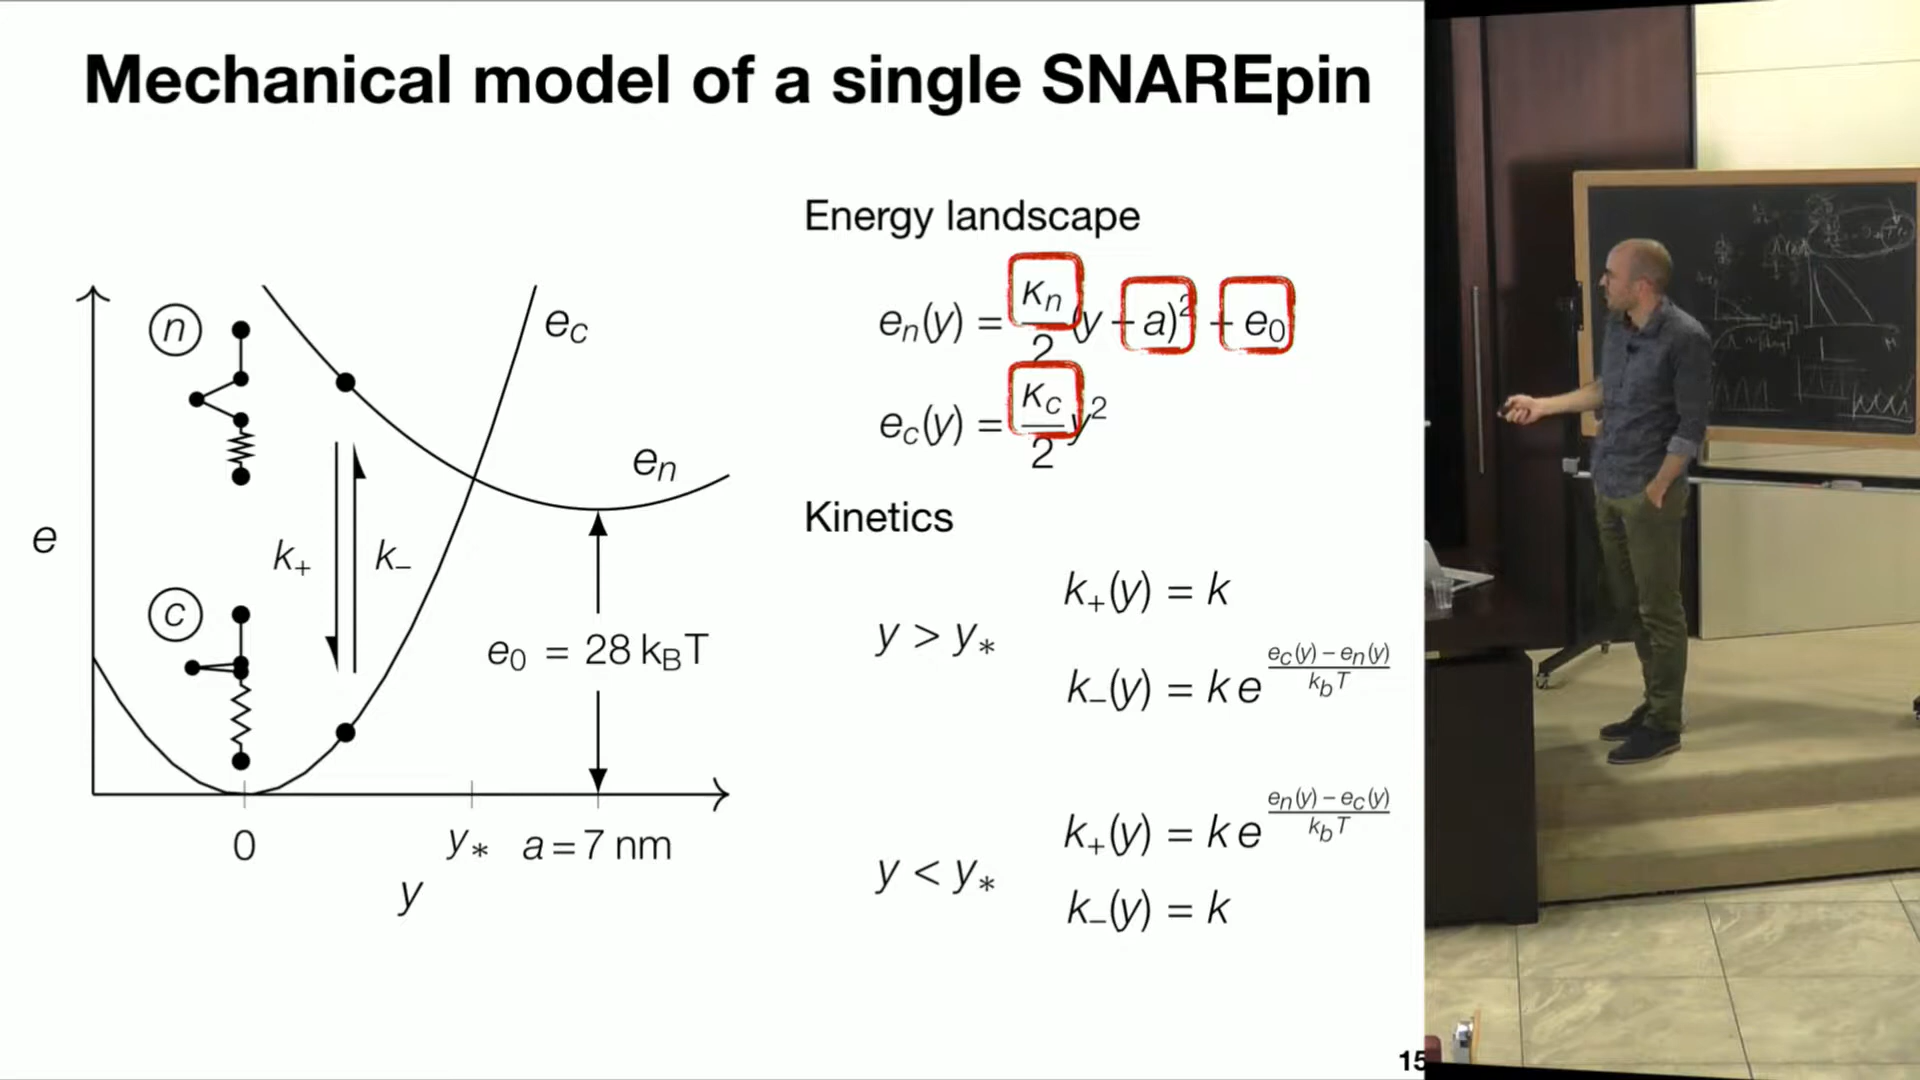 Mechanical model of a single SNAREpin
Energy landscape
e_n(y) = κ_n/2 (y + a)² + e_0
e_c(y) = κ_c/2 y²
Kinetics
y > y_*
k_+(y) = k
k_−(y) = k e^{(e_c(y) − e_n(y))/(k_b T)}
y < y_*
k_+(y) = k e^{(e_n(y) − e_c(y))/(k_b T)}
k_−(y) = k
n
e_c
e_n
e
k_+
k_−
c
e_0 = 28 k_B T
0
y_*
a = 7 nm
y
15